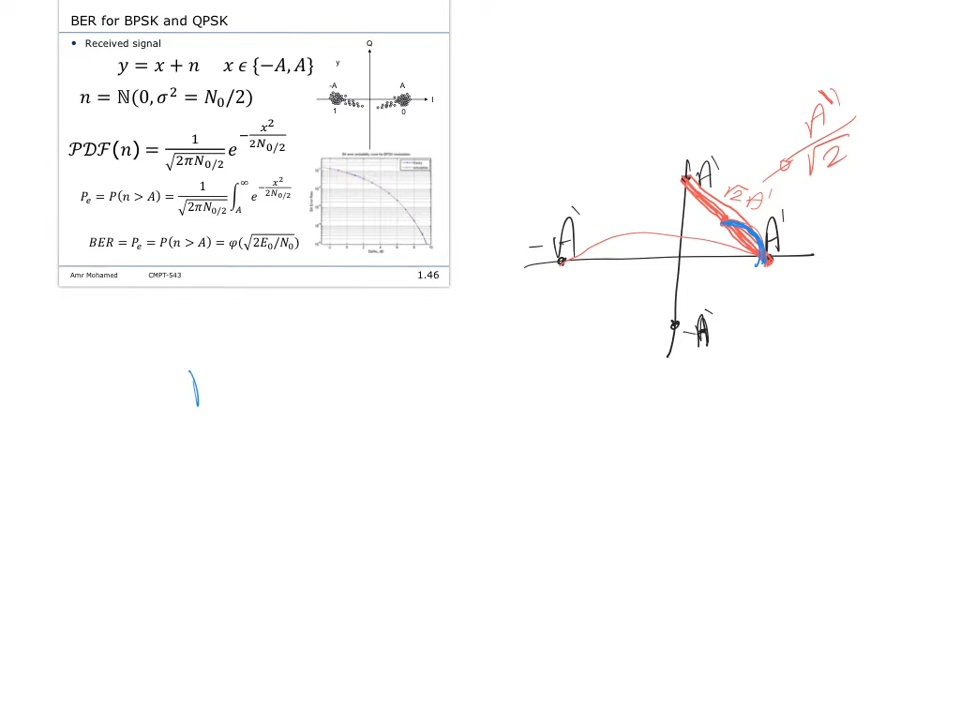 BER for BPSK and QPSK
• Received signal
y = x + n x ϵ {−A, A}
n = ℕ(0, σ² = N₀/2)
𝒫DF(n) = 1/√(2πN₀/2) e^(−x²/(2N₀/2))
Pₑ = P(n > A) = 1/√(2πN₀/2) ∫_A^∞ e^(−x²/(2N₀/2))
BER = Pₑ = P(n > A) = φ(√(2E₀/N₀))
Q
y
-A
A
I
1
0
Amr Mohamed CMPT-543 1.46
A'
√2
A'
√2 A'
A'
-A'
-A'